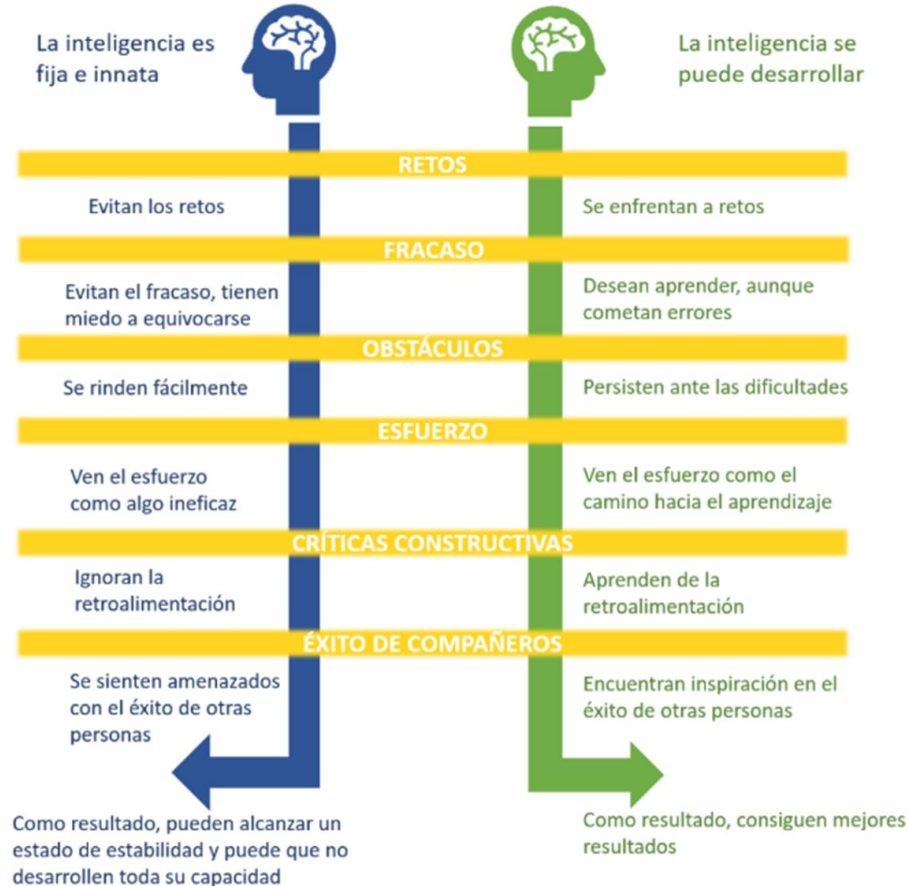 La inteligencia es
fija e innata
La inteligencia se
puede desarrollar
RETOS
Evitan los retos
Se enfrentan a retos
FRACASO
Evitan el fracaso, tienen
miedo a equivocarse
Desean aprender, aunque
cometan errores
OBSTÁCULOS
Se rinden fácilmente
Persisten ante las dificultades
ESFUERZO
Ven el esfuerzo
como algo ineficaz
Ven el esfuerzo como el
camino hacia el aprendizaje
CRÍTICAS CONSTRUCTIVAS
Ignoran la
retroalimentación
Aprenden de la
retroalimentación
ÉXITO DE COMPAÑEROS
Se sienten amenazados
con el éxito de otras
personas
Encuentran inspiración en el
éxito de otras personas
Como resultado, pueden alcanzar un
estado de estabilidad y puede que no
desarrollen toda su capacidad
Como resultado, consiguen mejores
resultados